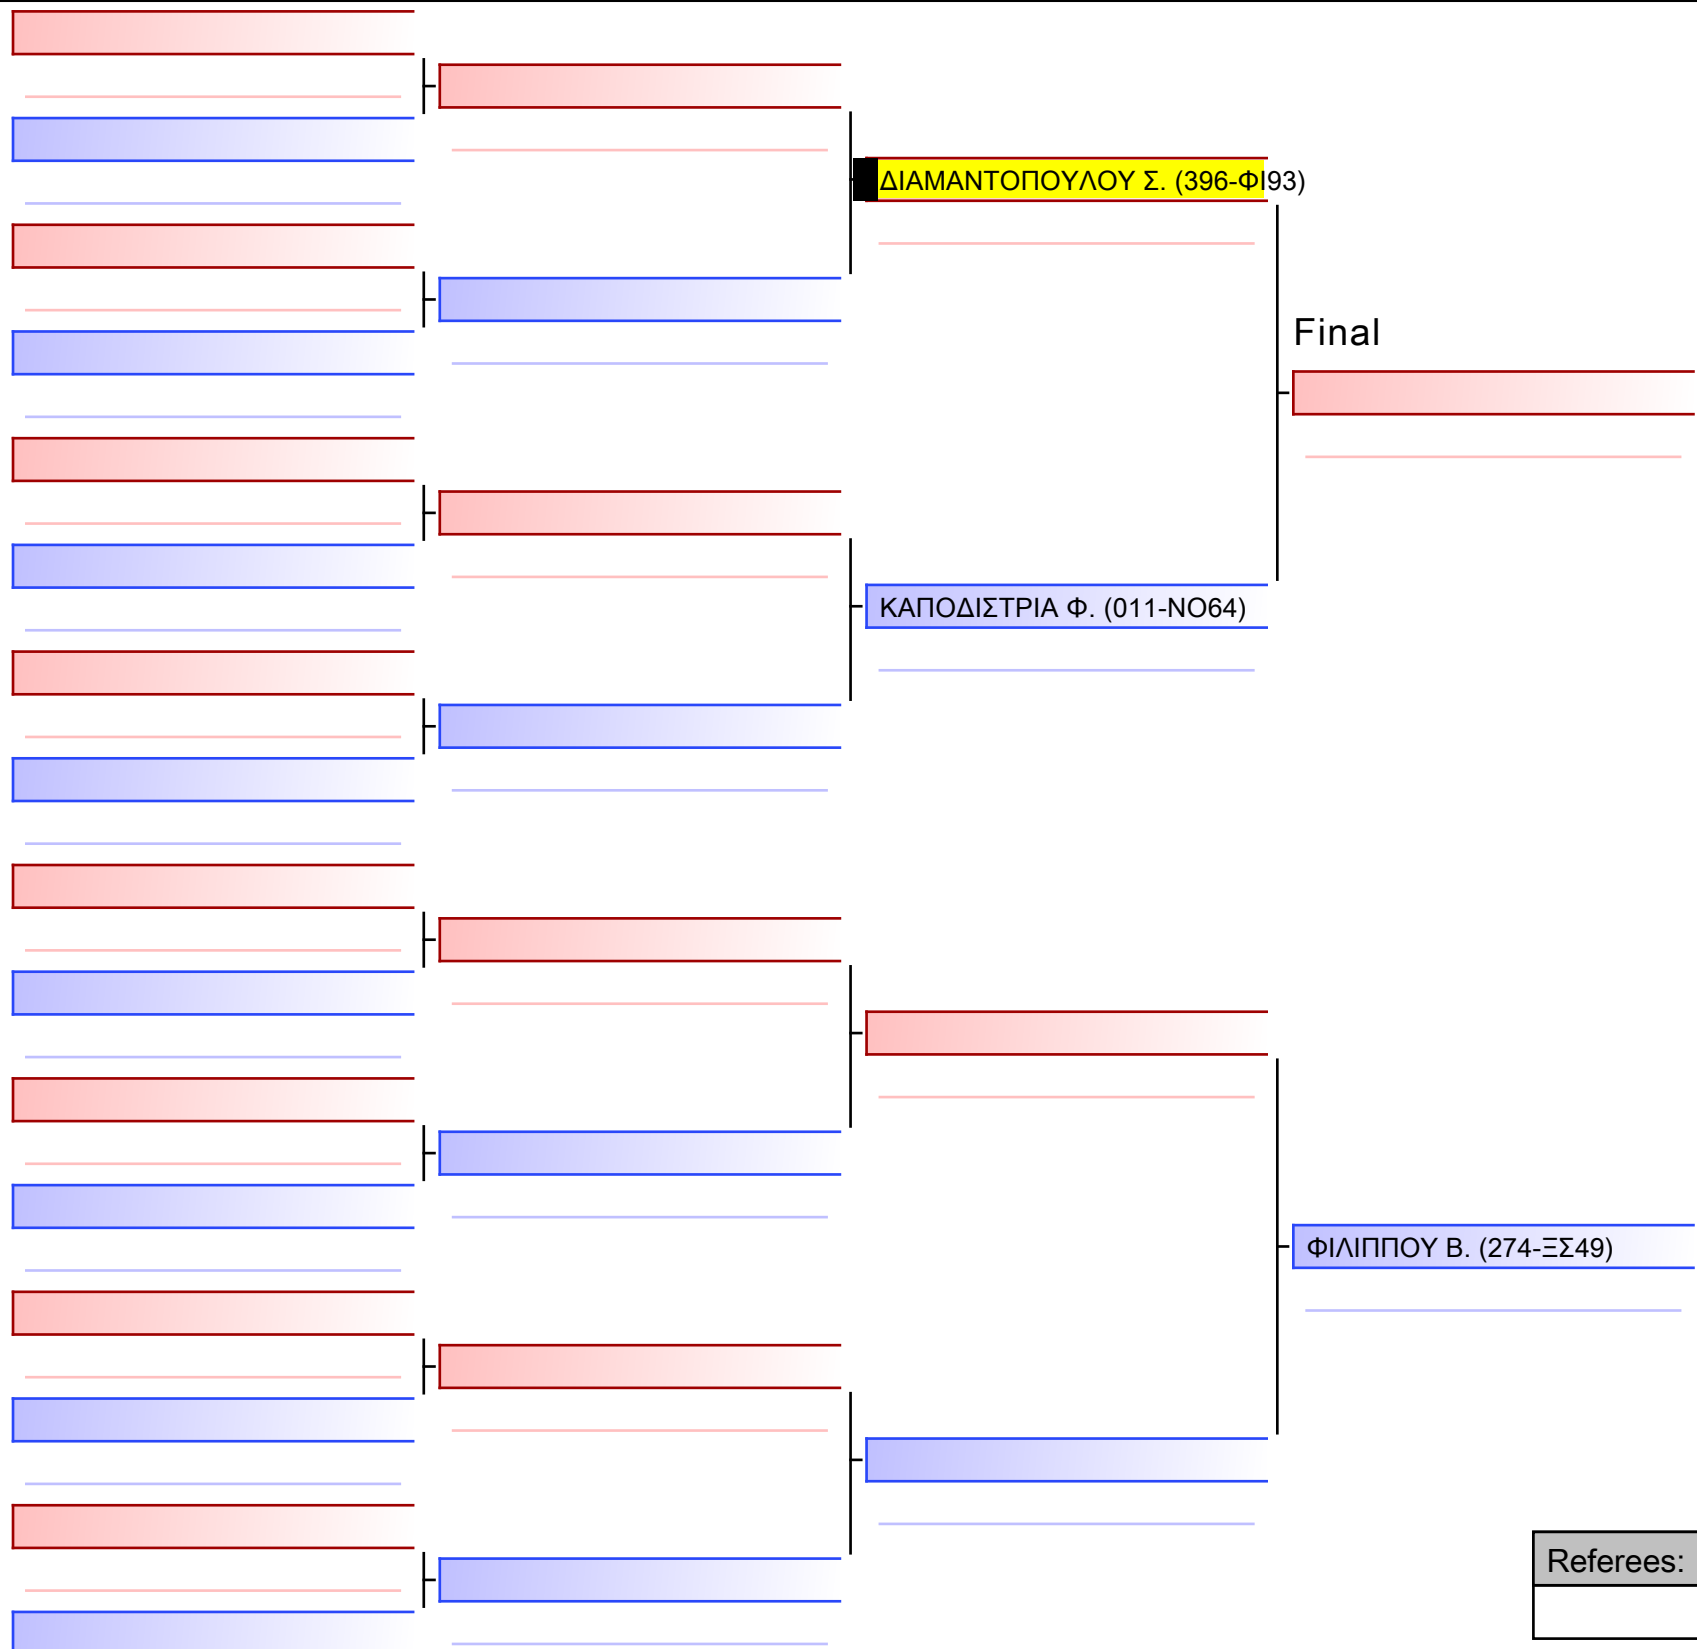 ΔΙΑΜΑΝΤΟΠΟΥΛΟΥ Σ. (396-ΦΙ93)
Final
ΚΑΠΟΔΙΣΤΡΙΑ Φ. (011-ΝΟ64)
ΦΙΛΙΠΠΟΥ Β. (274-ΞΣ49)
Referees: